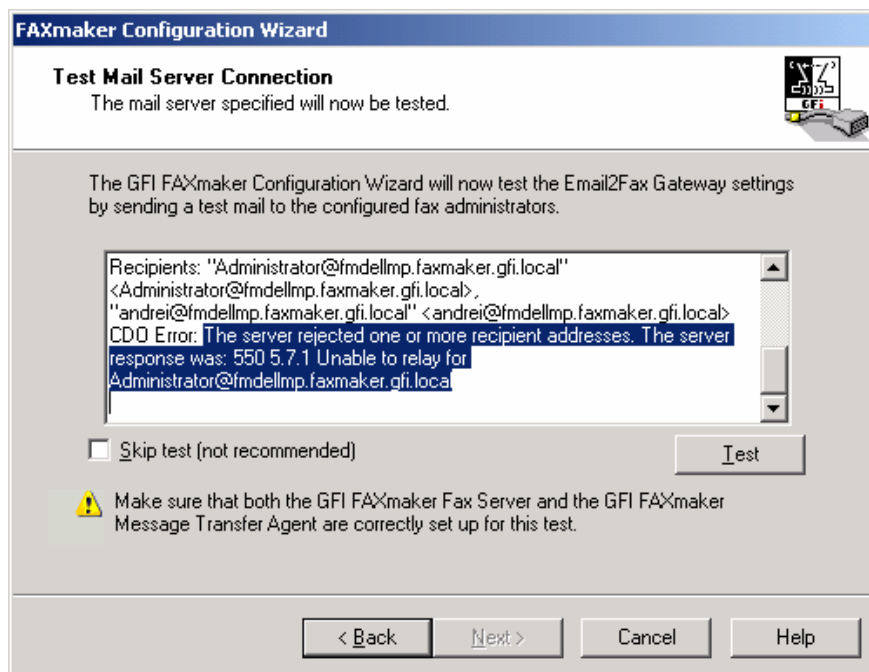 FAXmaker Configuration Wizard
Test Mail Server Connection
The mail server specified will now be tested.
GFi
The GFI FAXmaker Configuration Wizard will now test the Email2Fax Gateway settings
by sending a test mail to the configured fax administrators.
Recipients: "Administrator@fmdellmp.faxmaker.gfi.local"
<Administrator@fmdellmp.faxmaker.gfi.local>,
"andrei@fmdellmp.faxmaker.gfi.local" <andrei@fmdellmp.faxmaker.gfi.local>
CDO Error: The server rejected one or more recipient addresses. The server
response was: 550 5.7.1 Unable to relay for
Administrator@fmdellmp.faxmaker.gfi.local
Skip test (not recommended)
Test
Make sure that both the GFI FAXmaker Fax Server and the GFI FAXmaker
Message Transfer Agent are correctly set up for this test.
< Back
Next >
Cancel
Help